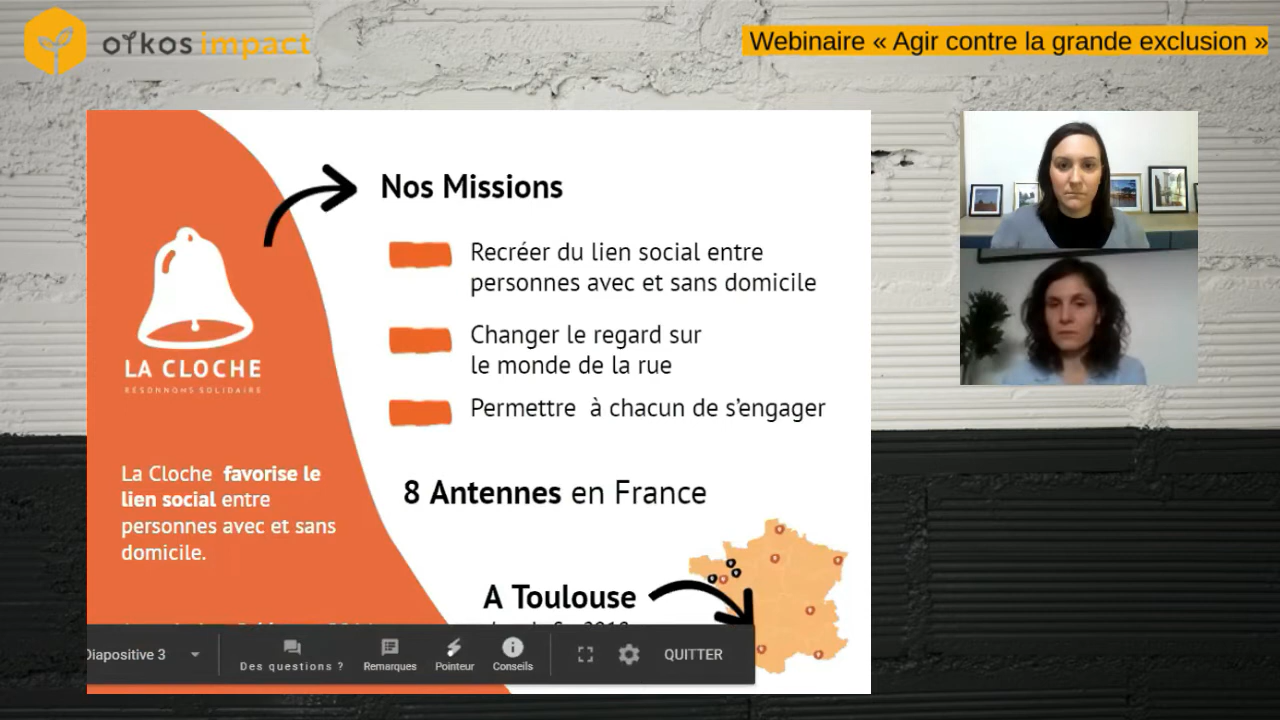 oikos impact
Webinaire « Agir contre la grande exclusion »
Nos Missions
Recréer du lien social entre
personnes avec et sans domicile
Changer le regard sur
le monde de la rue
Permettre à chacun de s'engager
LA CLOCHE
RÉSONNONS SOLIDAIRE
La Cloche favorise le
lien social entre
personnes avec et sans
domicile.
8 Antennes en France
A Toulouse
Diapositive 3
Des questions ?
Remarques
Pointeur
Conseils
QUITTER